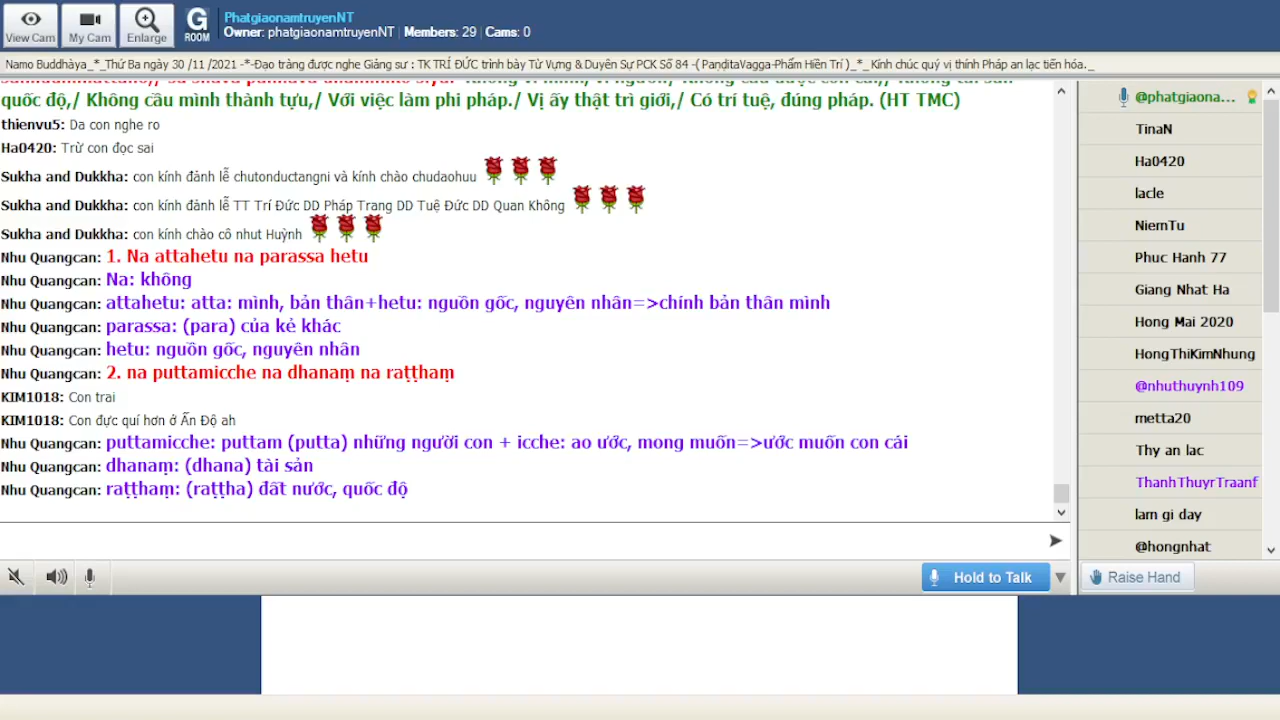 View Cam
My Cam
Enlarge
G
ROOM
PhatgiaonamtruyenNT
Owner: phatgiaonamtruyenNT | Members: 29 | Cams: 0
Namo Buddhàya_*_Thứ Ba ngày 30 /11 /2021 -*-Đạo tràng được nghe Giảng sư : TK TRÍ ĐỨC trình bày Từ Vựng & Duyên Sự PCK Số 84 -( PaṇḍitaVagga-Phẩm Hiền Trí )_*_ Kính chúc quý vị thính Pháp an lạc tiến hóa._
quốc độ,/ Không cầu mình thành tựu,/ Với việc làm phi pháp./ Vị ấy thật trì giới,/ Có trí tuệ, đúng pháp. (HT TMC)
thienvu5: Da con nghe ro
Ha0420: Trừ con đọc sai
Sukha and Dukkha: con kính đảnh lễ chutonductangni và kính chào chudaohuu
Sukha and Dukkha: con kính đảnh lễ TT Trí Đức DD Pháp Trang DD Tuệ Đức DD Quan Không
Sukha and Dukkha: con kính chào cô nhut Huỳnh
Nhu Quangcan: 1. Na attahetu na parassa hetu
Nhu Quangcan: Na: không
Nhu Quangcan: attahetu: atta: mình, bản thân+hetu: nguồn gốc, nguyên nhân=>chính bản thân mình
Nhu Quangcan: parassa: (para) của kẻ khác
Nhu Quangcan: hetu: nguồn gốc, nguyên nhân
Nhu Quangcan: 2. na puttamicche na dhanaṃ na raṭṭhaṃ
KIM1018: Con trai
KIM1018: Con đực quí hơn ở Ấn Độ ah
Nhu Quangcan: puttamicche: puttam (putta) những người con + icche: ao ước, mong muốn=>ước muốn con cái
Nhu Quangcan: dhanaṃ: (dhana) tài sản
Nhu Quangcan: raṭṭhaṃ: (raṭṭha) đất nước, quốc độ
@phatgiaona...
TinaN
Ha0420
lacle
NiemTu
Phuc Hanh 77
Giang Nhat Ha
Hong Mai 2020
HongThiKimNhung
@nhuthuynh109
metta20
Thy an lac
ThanhThuyrTraanf
lam gi day
@hongnhat
Hold to Talk
Raise Hand